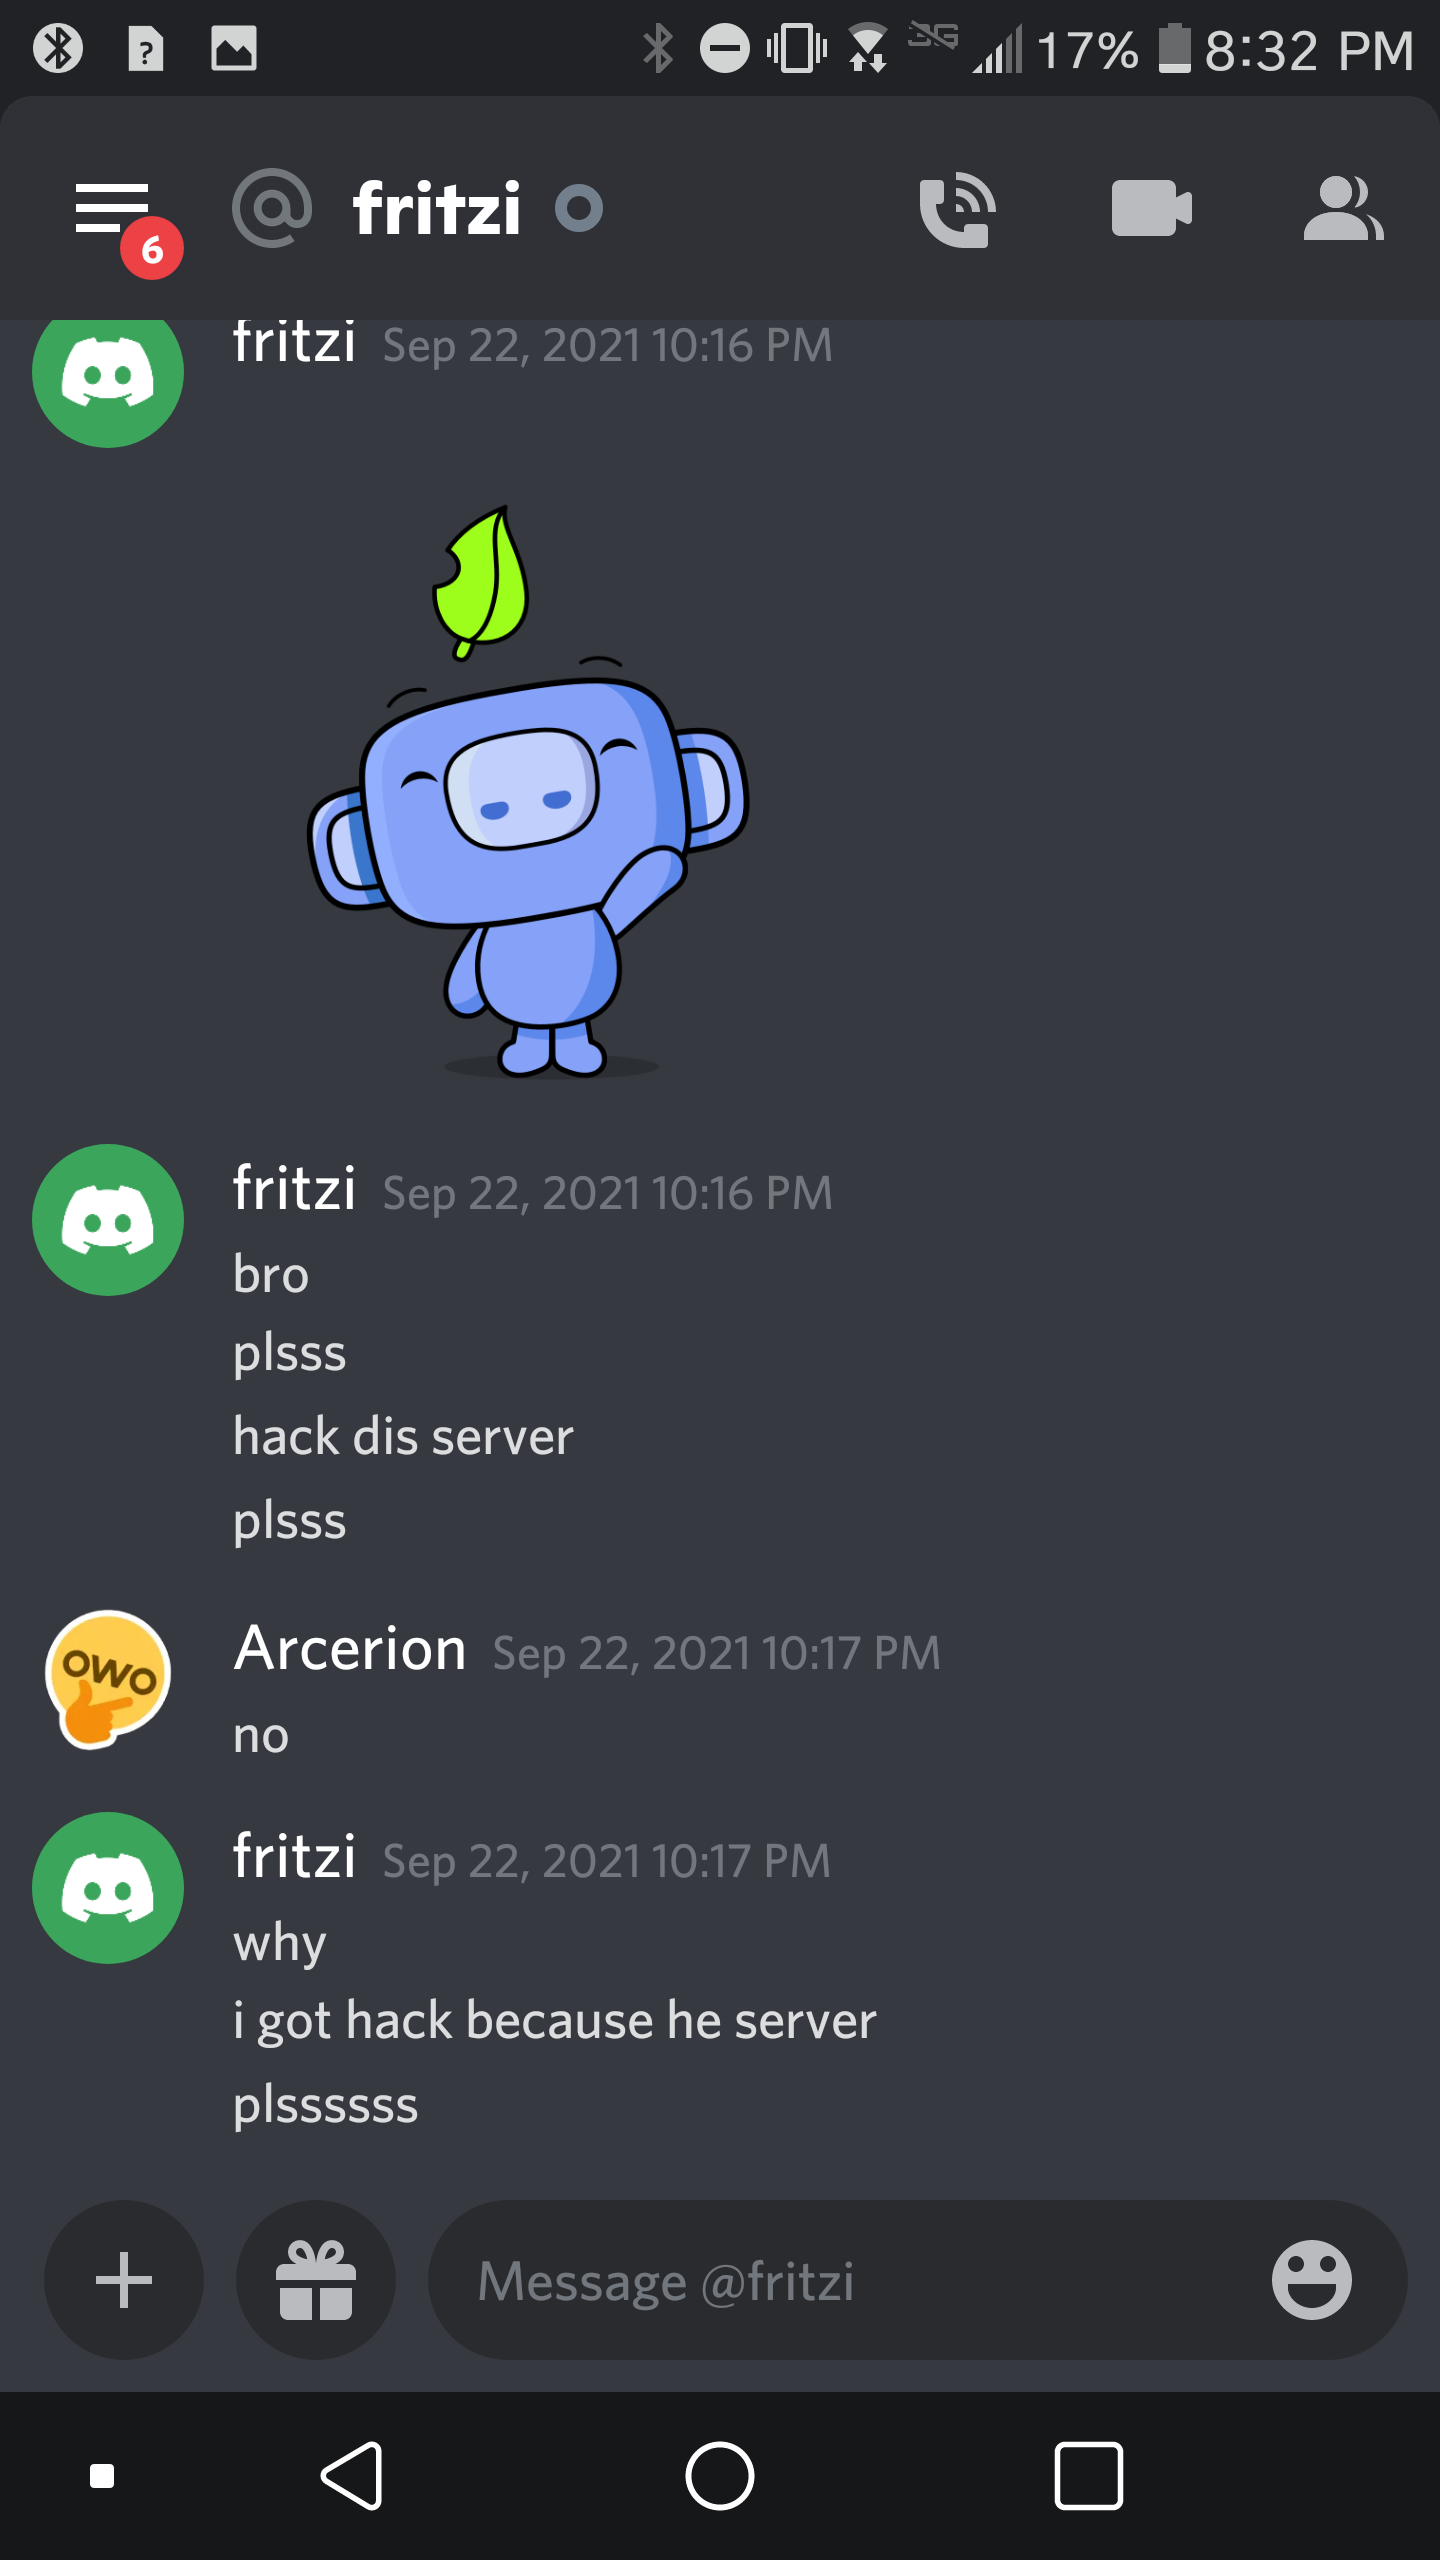 17% 8:32 PM
fritzi
6
fritzi Sep 22, 2021 10:16 PM
fritzi Sep 22, 2021 10:16 PM
bro
plsss
hack dis server
plsss
OWO
Arcerion Sep 22, 2021 10:17 PM
no
fritzi Sep 22, 2021 10:17 PM
why
i got hack because he server
plssssss
Message @fritzi